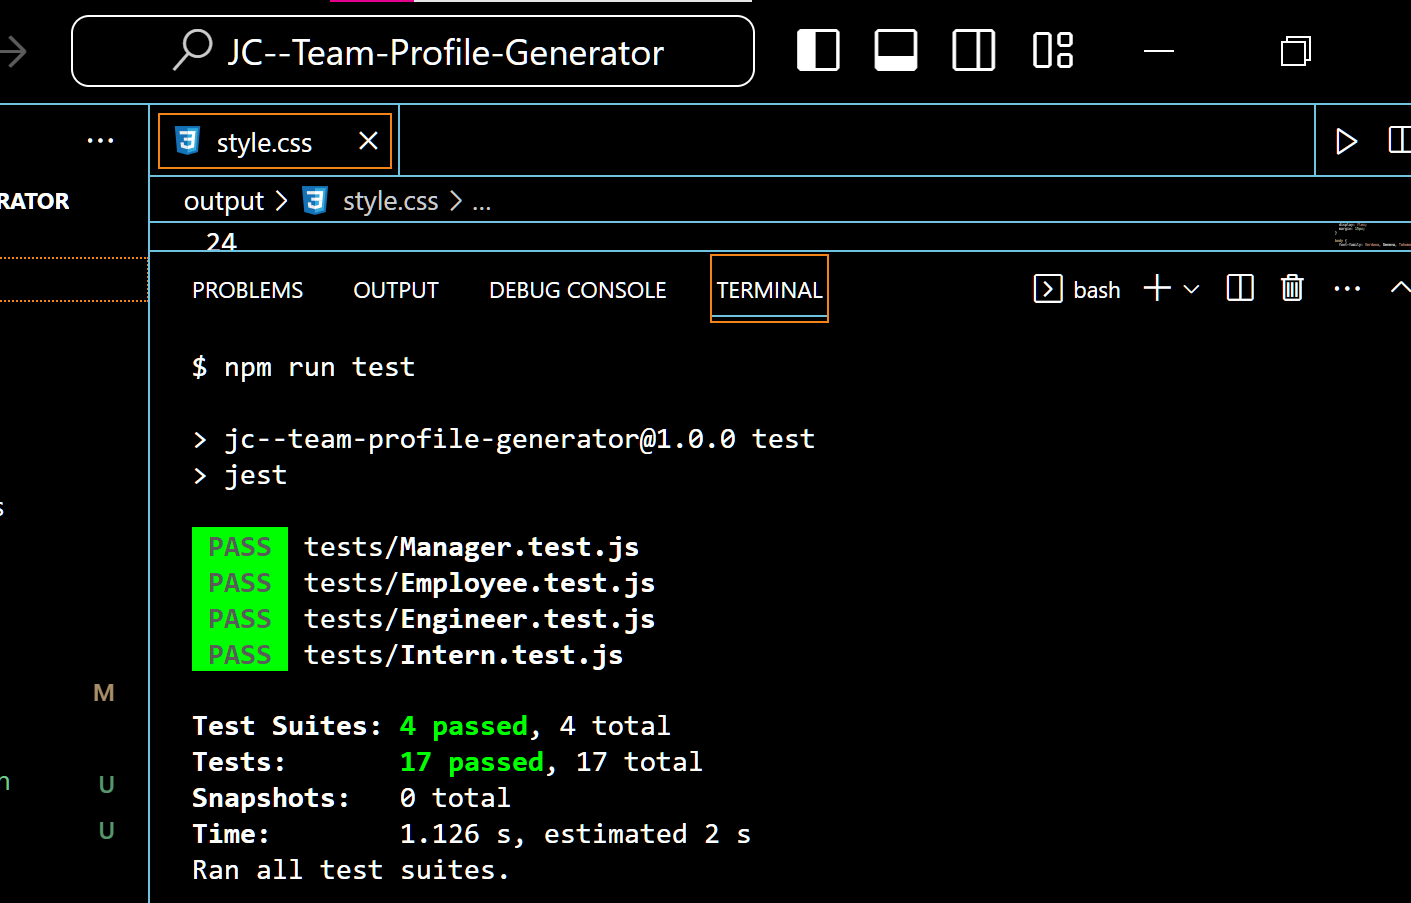 JC--Team-Profile-Generator
style.css
RATOR
output > style.css > ...
24
PROBLEMS OUTPUT DEBUG CONSOLE TERMINAL bash
$ npm run test
> jc--team-profile-generator@1.0.0 test
> jest
s
PASS tests/Manager.test.js
PASS tests/Employee.test.js
PASS tests/Engineer.test.js
PASS tests/Intern.test.js
M
Test Suites: 4 passed, 4 total
Tests: 17 passed, 17 total
n U
Snapshots: 0 total
U
Time: 1.126 s, estimated 2 s
Ran all test suites.